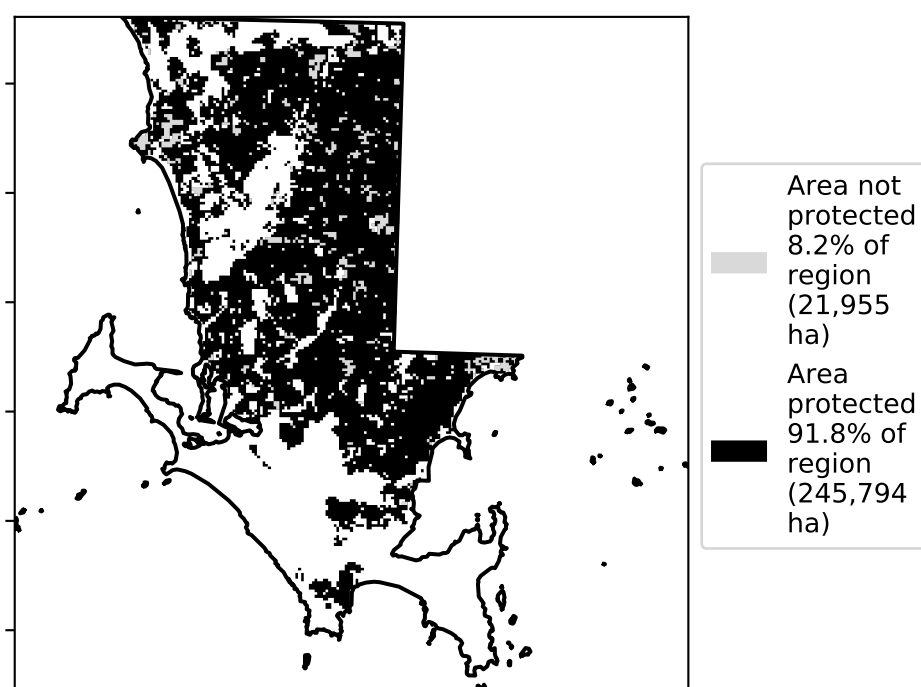 Area not
protected
8.2% of
region
(21,955
ha)
Area
protected
91.8% of
region
(245,794
ha)